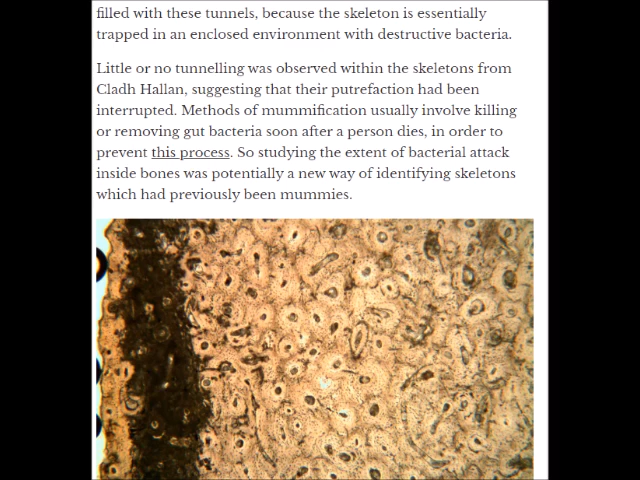 filled with these tunnels, because the skeleton is essentially
trapped in an enclosed environment with destructive bacteria.
Little or no tunnelling was observed within the skeletons from
Cladh Hallan, suggesting that their putrefaction had been
interrupted. Methods of mummification usually involve killing
or removing gut bacteria soon after a person dies, in order to
prevent this process. So studying the extent of bacterial attack
inside bones was potentially a new way of identifying skeletons
which had previously been mummies.